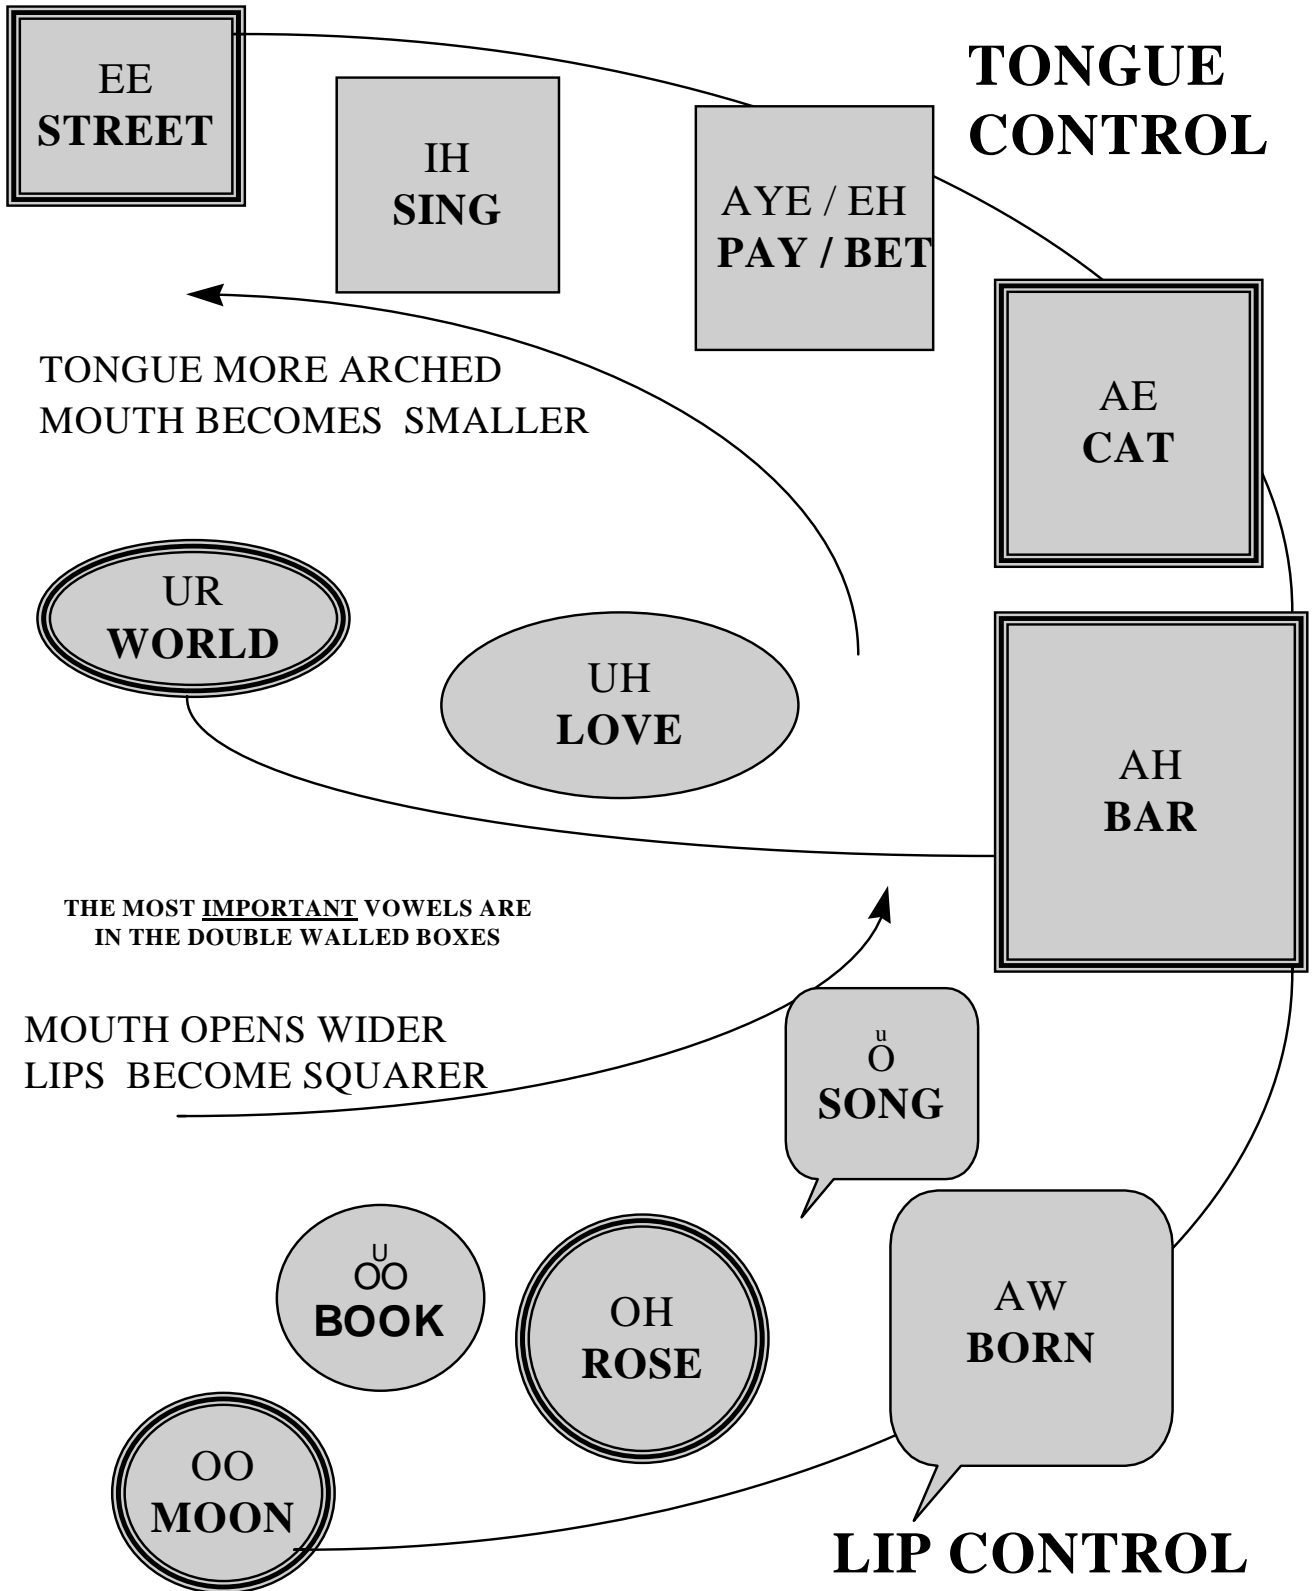 TONGUE
CONTROL
EE
STREET
IH
SING
AYE / EH
PAY / BET
AE
CAT
TONGUE MORE ARCHED
MOUTH BECOMES  SMALLER
UR
WORLD
UH
LOVE
AH
BAR
THE MOST IMPORTANT VOWELS ARE
IN THE DOUBLE WALLED BOXES
MOUTH OPENS WIDER
LIPS  BECOME SQUARER
u
O
SONG
U
OO
BOOK
OH
ROSE
AW
BORN
OO
MOON
LIP CONTROL